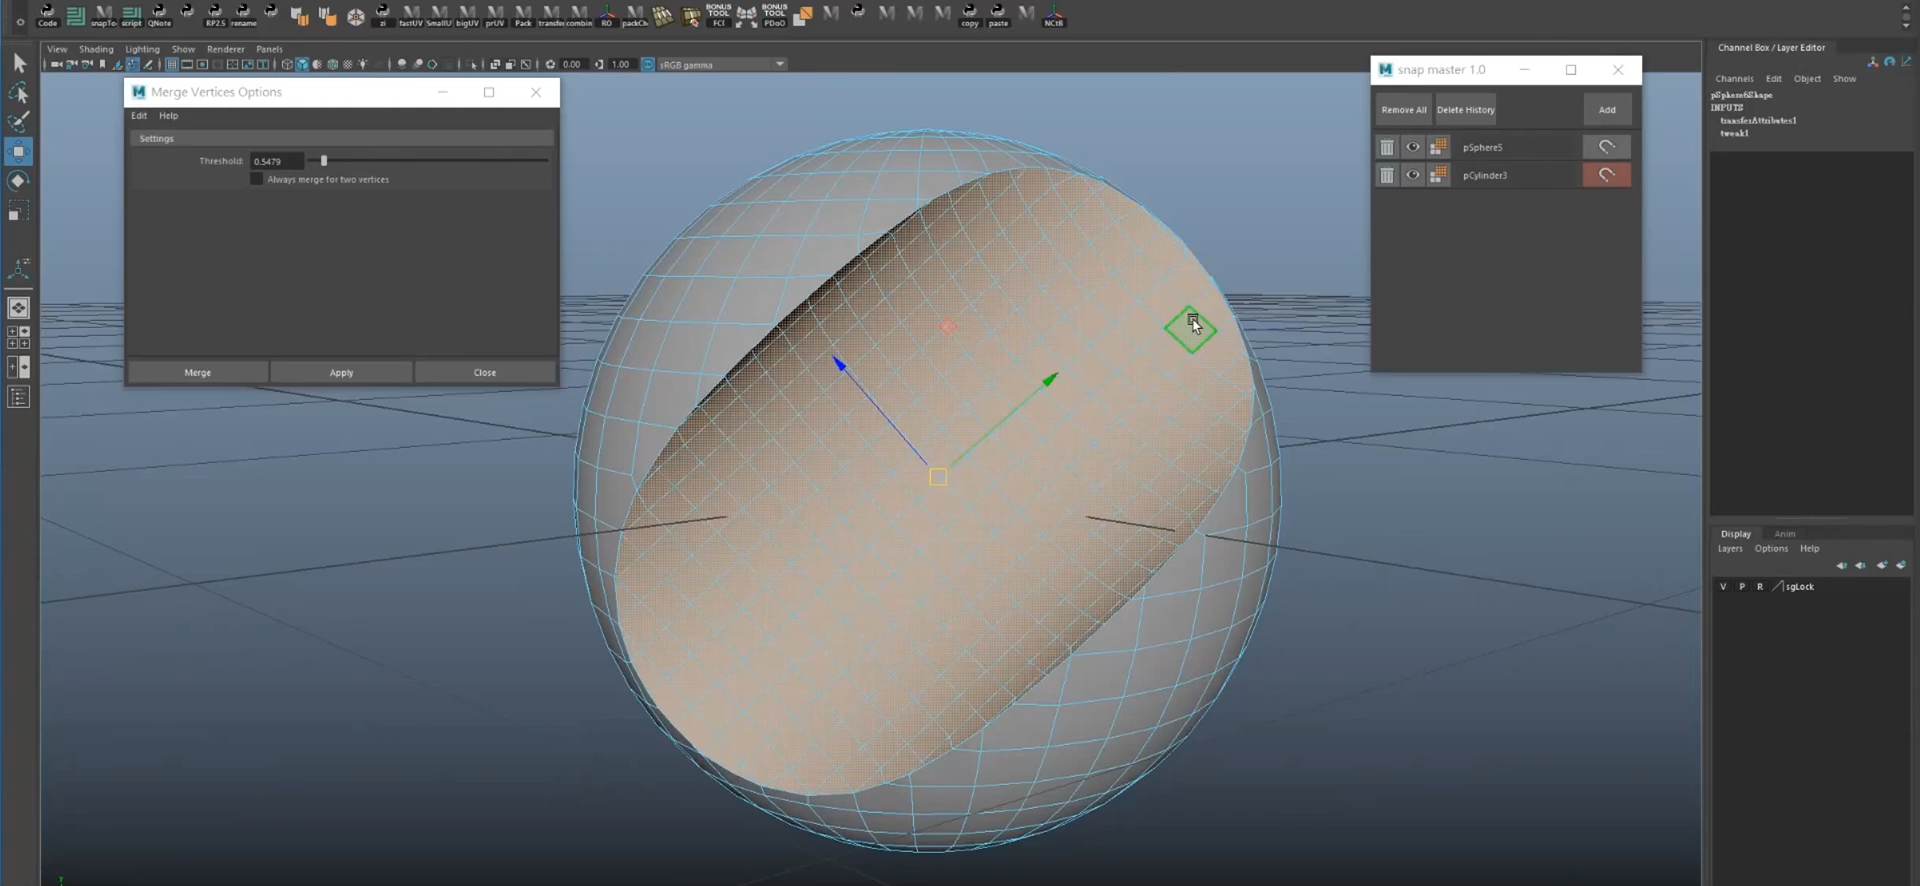 Code snapTo script QNote RP2.5 rename zi fastUV SmallU bigUV prUV Pack transfe combin RO packCh BONUS TOOL FC( BONUS TOOL PDoO copy paste NCtB
View Shading Lighting Show Renderer Panels
0.00 1.00 sRGB gamma
Merge Vertices Options
Edit Help
Settings
Threshold: 0.5479
Always merge for two vertices
Merge Apply Close
snap master 1.0
Remove All Delete History Add
pSphere5
pCylinder3
Channel Box / Layer Editor
Channels Edit Object Show
pSphere6Shape
INPUTS
transferAttributes1
tweak1
Display Anim
Layers Options Help
V P R sgLock
y